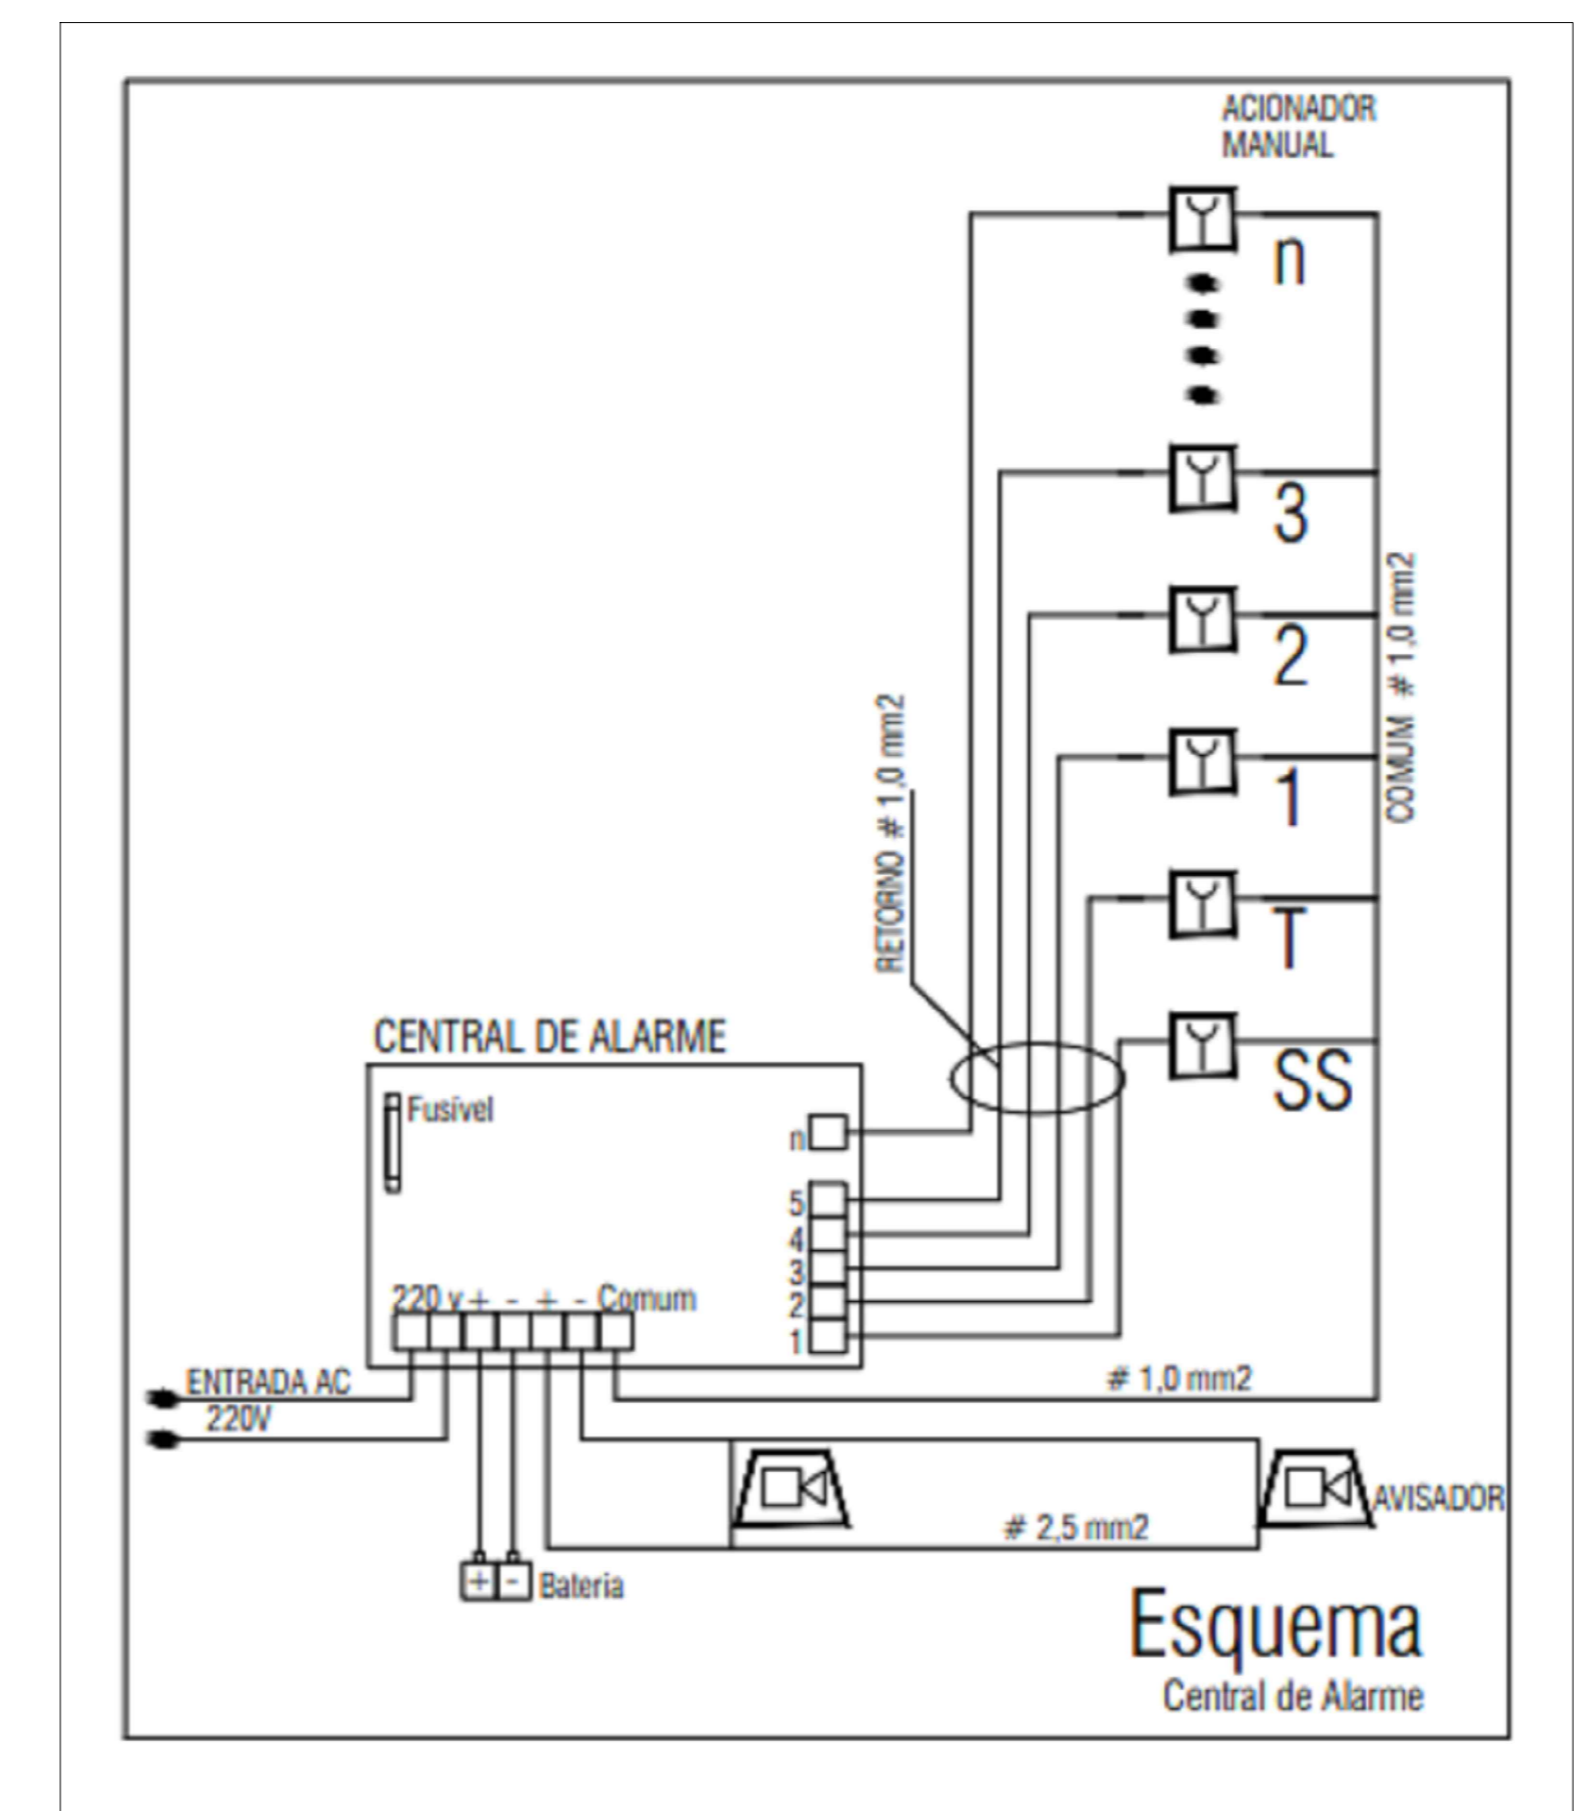 ACIONADOR
MANUAL
n
3
2
COMUM # 1,0 mm2
RETORNO # 1,0 mm2
1
T
SS
CENTRAL DE ALARME
Fusível
n
5
4
3
2
1
220 v + - + - Comum
ENTRADA AC
220V
# 1,0 mm2
AVISADOR
# 2,5 mm2
+ - Bateria
Esquema
Central de Alarme